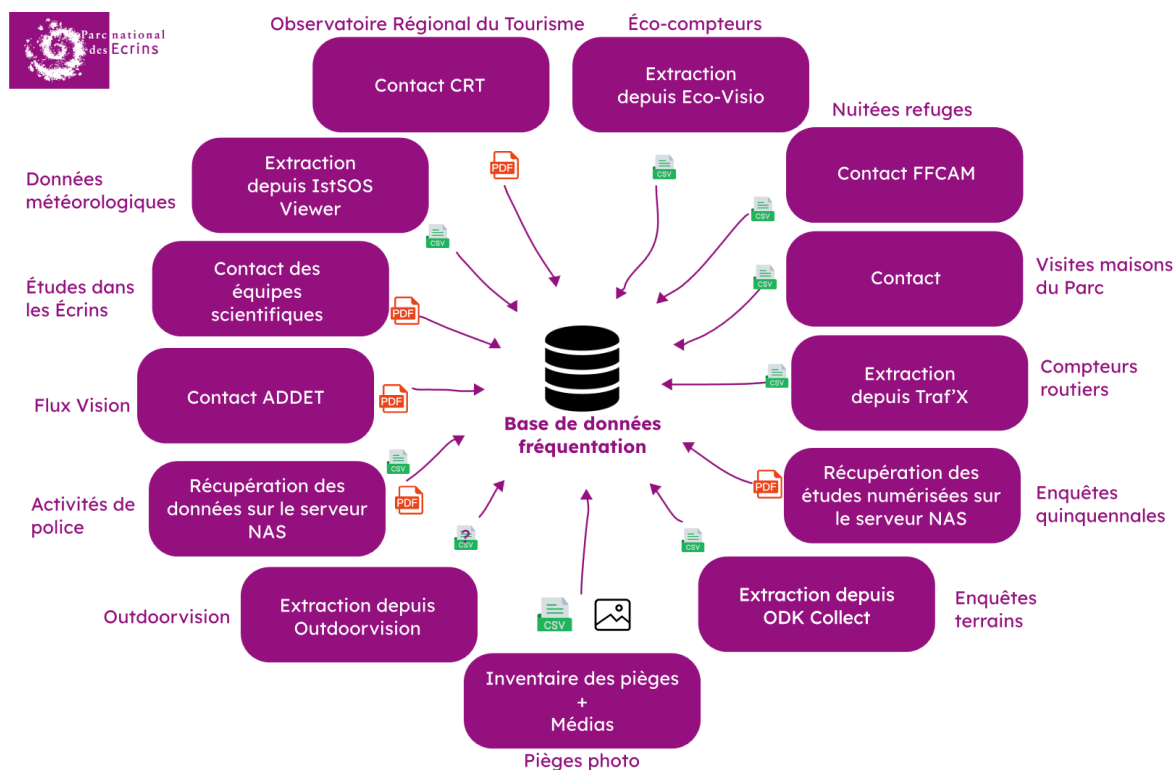 Parc national
des Ecrins
Observatoire Régional du Tourisme
Contact CRT
PDF
Éco-compteurs
Extraction
depuis Eco-Visio
CSV
Nuitées refuges
Contact FFCAM
CSV
Données
météorologiques
Extraction
depuis IstSOS
Viewer
CSV
Contact
CSV
Visites maisons
du Parc
Études dans
les Écrins
Contact des
équipes
scientifiques
PDF
Extraction
depuis Traf'X
CSV
Compteurs
routiers
Flux Vision
Contact ADDET
PDF
Base de données
fréquentation
Activités de
police
Récupération des
données sur le serveur
NAS
CSV
PDF
Récupération des
études numérisées sur
le serveur NAS
PDF
Enquêtes
quinquennales
Outdoorvision
Extraction depuis
Outdoorvision
?
CSV
Extraction depuis
ODK Collect
CSV
Enquêtes
terrains
CSV
Inventaire des pièges
+
Médias
Pièges photo